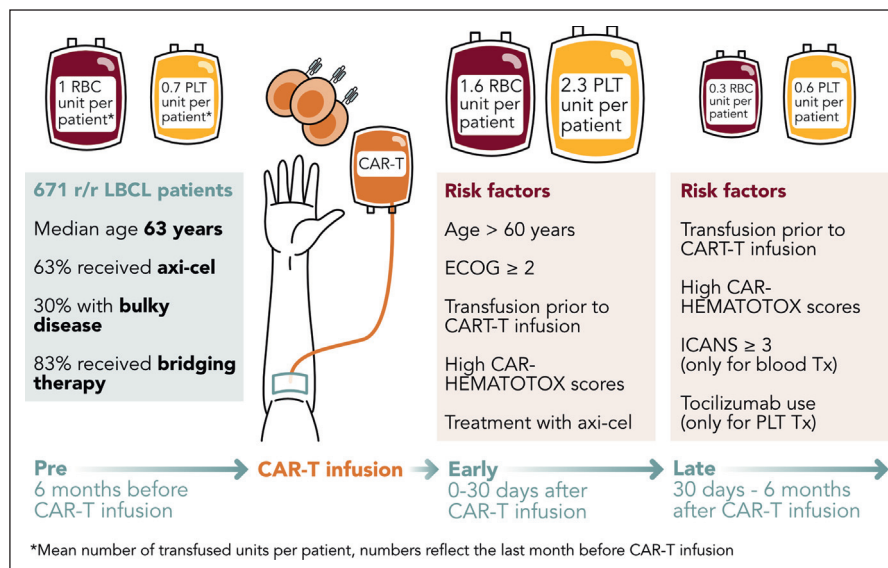 1 RBC
unit per
patient*
0.7 PLT
unit per
patient*
CAR-T
1.6 RBC
unit per
patient
2.3 PLT
unit per
patient
0.3 RBC
unit per
patient
0.6 PLT
unit per
patient
671 r/r LBCL patients
Median age 63 years
63% received axi-cel
30% with bulky
disease
83% received bridging
therapy
Risk factors
Age > 60 years
ECOG ≥ 2
Transfusion prior to
CART-T infusion
High CAR-
HEMATOTOX scores
Treatment with axi-cel
Risk factors
Transfusion prior to
CART-T infusion
High CAR-
HEMATOTOX scores
ICANS ≥ 3
(only for blood Tx)
Tocilizumab use
(only for PLT Tx)
Pre
6 months before
CAR-T infusion
CAR-T infusion
Early
0-30 days after
CAR-T infusion
Late
30 days - 6 months
after CAR-T infusion
*Mean number of transfused units per patient, numbers reflect the last month before CAR-T infusion